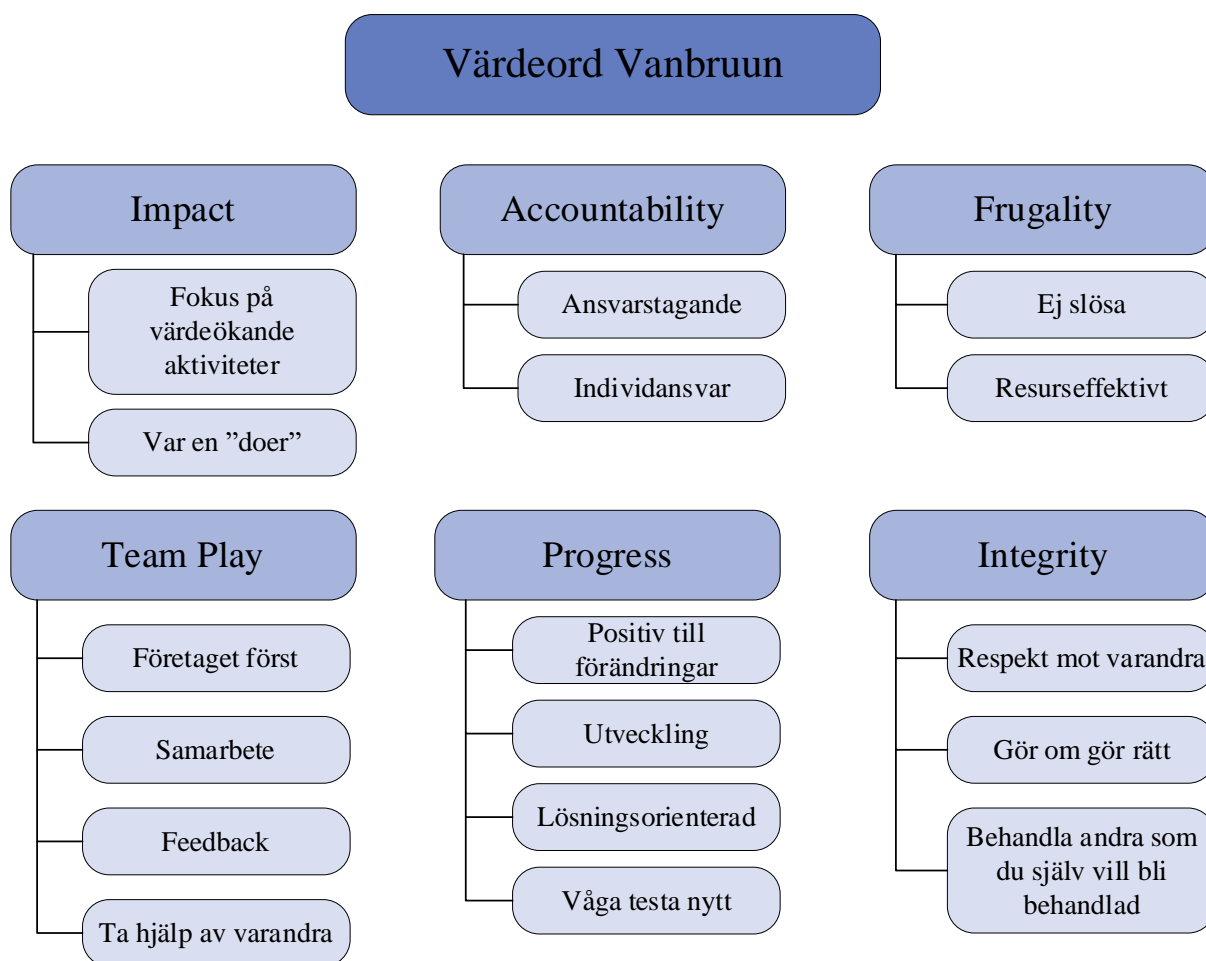 Värdeord Vanbruun
Impact
Fokus på
värdeökande
aktiviteter
Var en ”doer”
Accountability
Ansvarstagande
Individansvar
Frugality
Ej slösa
Resurseffektivt
Team Play
Företaget först
Samarbete
Feedback
Ta hjälp av varandra
Progress
Positiv till
förändringar
Utveckling
Lösningsorienterad
Våga testa nytt
Integrity
Respekt mot varandra
Gör om gör rätt
Behandla andra som
du själv vill bli
behandlad